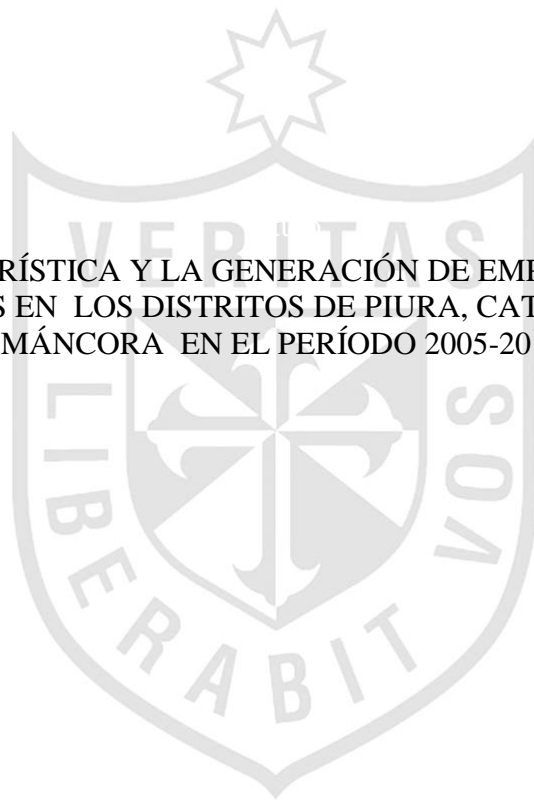 VERITAS
RÍSTICA Y LA GENERACIÓN DE EMP
S EN LOS DISTRITOS DE PIURA, CAT
MÁNCORA EN EL PERÍODO 2005-20
LIBERABIT VOS